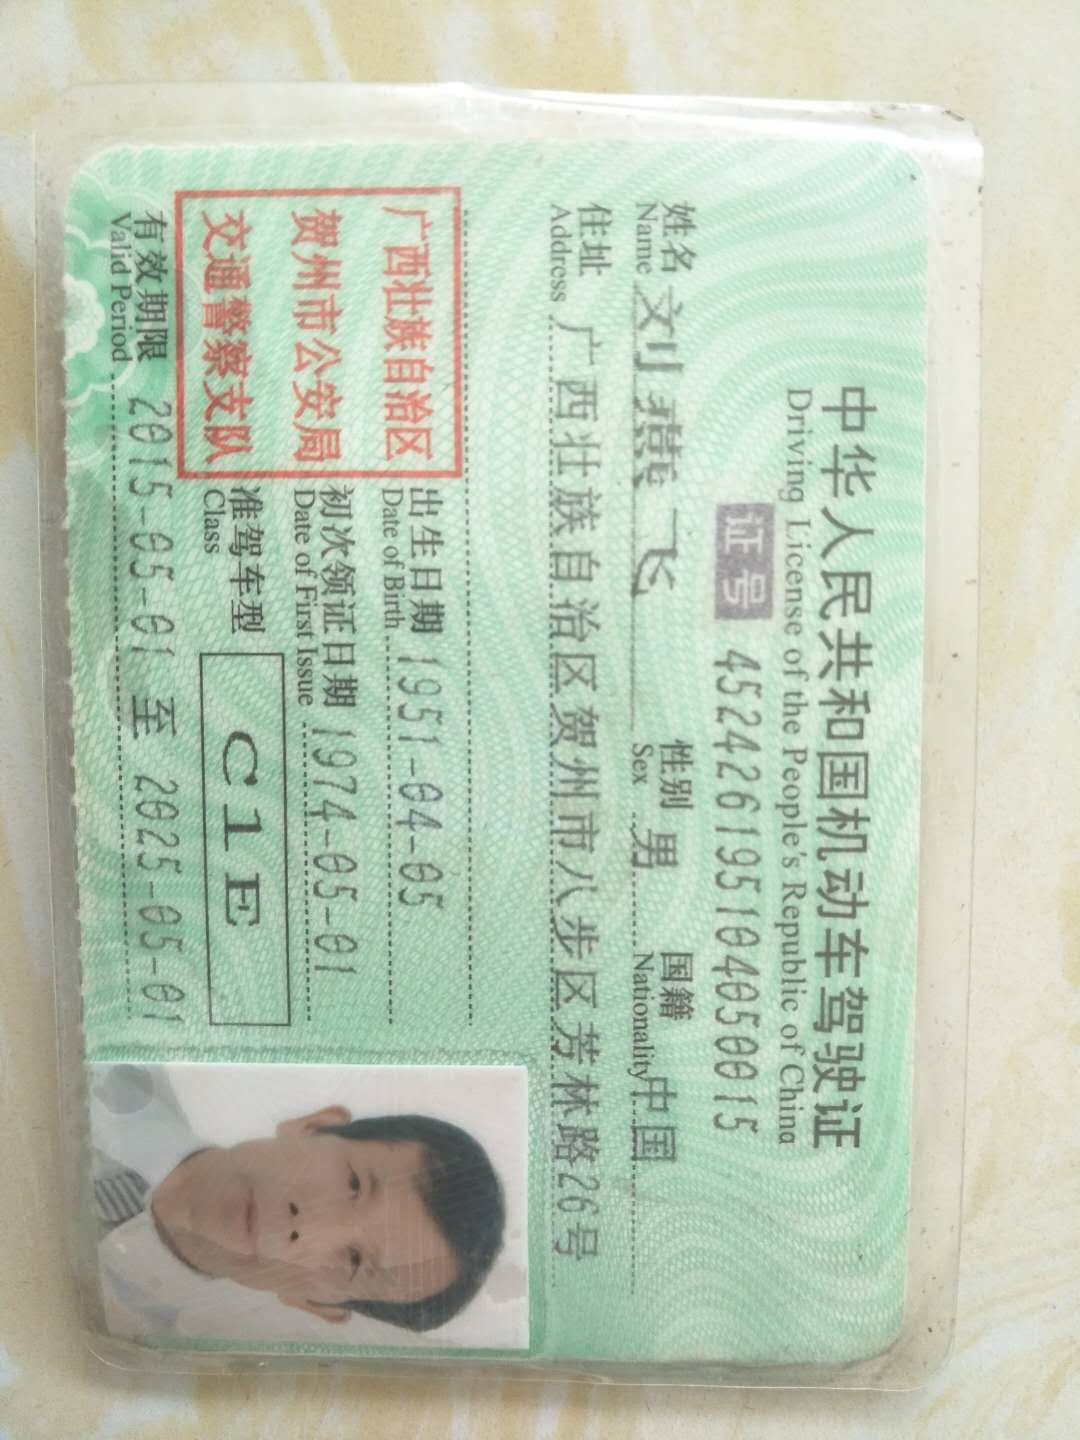 中华人民共和国机动车驾驶证
Driving License of the People's Republic of China
证号 452426195104050015
姓名 刘燕飞 性别 男 国籍 中国
Name Sex Nationality
住址 广西壮族自治区贺州市八步区芳林路26号
Address
广西壮族自治区
贺州市公安局
交通警察支队
出生日期 1951-04-05
Date of Birth
初次领证日期 1974-05-01
Date of First Issue
准驾车型 C1E
Class
有效期限 2015-05-01 至 2025-05-01
Valid Period